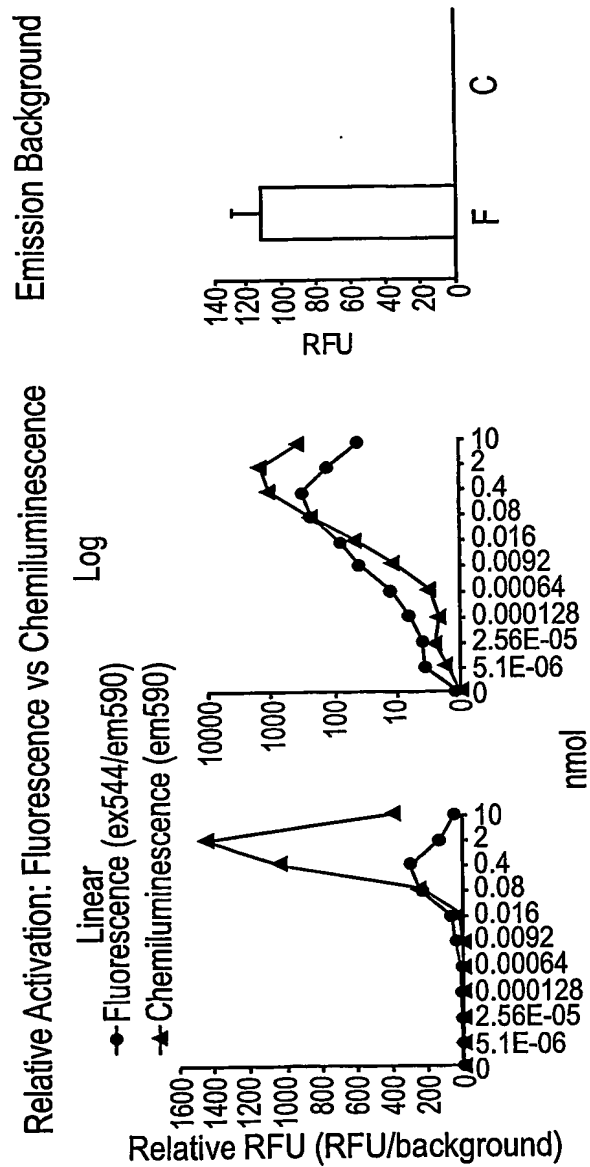 Relative Activation: Fluorescence vs Chemiluminescence
Linear
Fluorescence (ex544/em590)
Chemiluminescence (em590)
Log
Relative RFU (RFU/background)
1600
1400
1200
1000
800
600
400
200
0
0
5.1E-06
2.56E-05
0.000128
0.00064
0.0092
0.016
0.08
0.4
2
10
10000
1000
100
10
0
0
5.1E-06
2.56E-05
0.000128
0.00064
0.0092
0.016
0.08
0.4
2
10
nmol
Emission Background
RFU
140
120
100
80
60
40
20
0
F
C